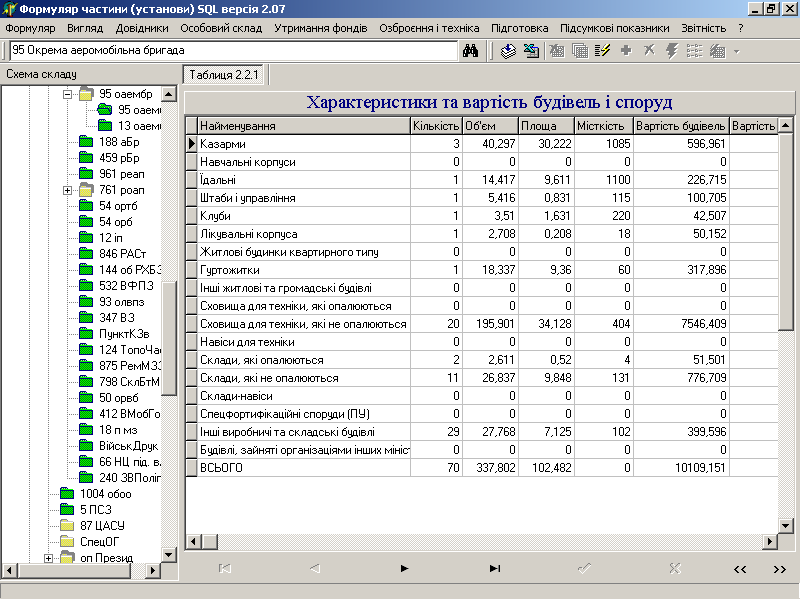 Формуляр частини (установи) SQL версія 2.07
Формуляр Вигляд Довідники Особовий склад Утримання фондів Озброєння і техніка Підготовка Підсумкові показники Звітність ?
95 Окрема аеромобільна бригада
Схема складу
95 оаембр
95 оаем
13 оаем
188 аБр
459 рБр
961 реап
761 роап
54 ортб
54 орб
12 іп
846 РАСт
144 об РХБЗ
532 ВФПЗ
93 олвпз
347 ВЗ
ПунктКЗв
124 ТопоЧас
875 РемМЗЗ
798 СклБтМ
50 орвб
412 ВМобГо
18 п мз
ВійськДрук
66 НЦ під. в
240 ЗВПоліг
1004 обоо
5 ПСЗ
87 ЦАСУ
СпецОГ
оп Презид
Таблиця 2.2.1
Характеристики та вартість будівель і споруд
Найменування Кількість Об'єм Площа Місткість Вартість будівель Вартість
Казарми 3 40,297 30,222 1085 596,961
Навчальні корпуси 0 0 0 0 0
Їдальні 1 14,417 9,611 1100 226,715
Штаби і управління 1 5,416 0,831 115 100,705
Клуби 1 3,51 1,631 220 42,507
Лікувальні корпуса 1 2,708 0,208 18 50,152
Житлові будинки квартирного типу 0 0 0 0 0
Гуртожитки 1 18,337 9,36 60 317,896
Інші житлові та громадські будівлі 0 0 0 0 0
Сховища для техніки, які опалюються 0 0 0 0 0
Сховища для техніки, які не опалюються 20 195,901 34,128 404 7546,409
Навіси для техніки 0 0 0 0 0
Склади, які опалюються 2 2,611 0,52 4 51,501
Склади, які не опалюються 11 26,837 9,848 131 776,709
Склади-навіси 0 0 0 0 0
Спецфортифікаційні споруди (ПУ) 0 0 0 0 0
Інші виробничі та складські будівлі 29 27,768 7,125 102 399,596
Будівлі, зайняті організаціями інших мініст 0 0 0 0 0
ВСЬОГО 70 337,802 102,482 0 10109,151